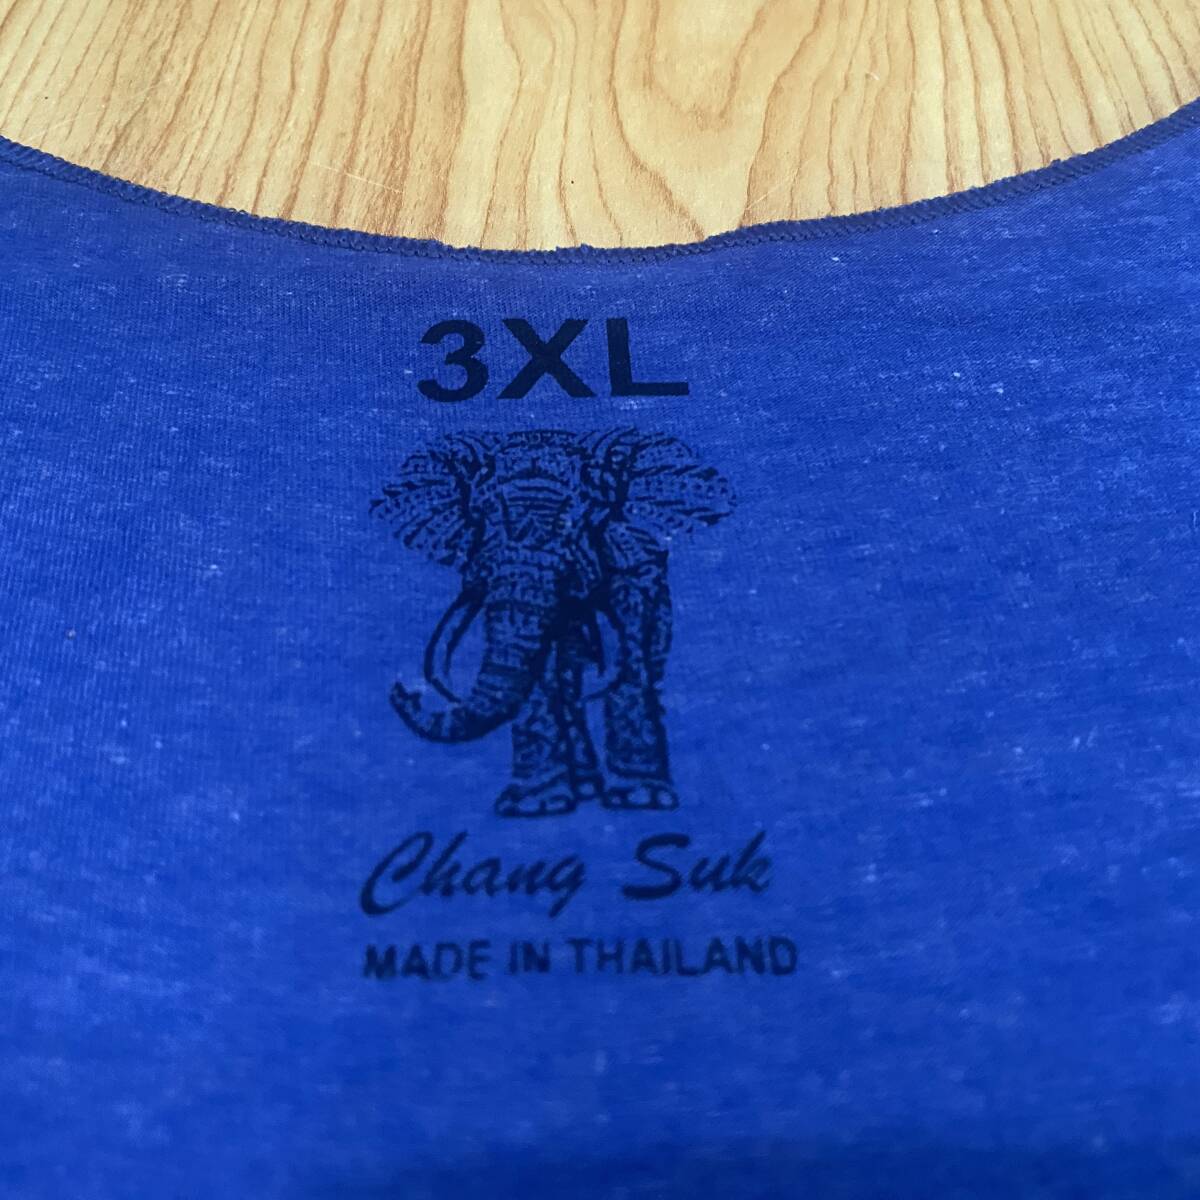 3XL
Chang Suk
MADE IN THAILAND